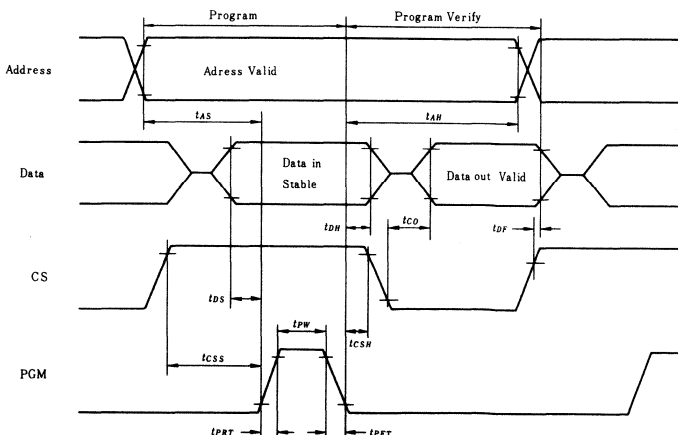 Program
Program Verify
Address
Adress Valid
tAS
tAH
Data
Data in
Stable
Data out Valid
tDH
tCO
tDF
CS
tDS
tPW
tCSH
tCSS
PGM
tPRT
tPFT